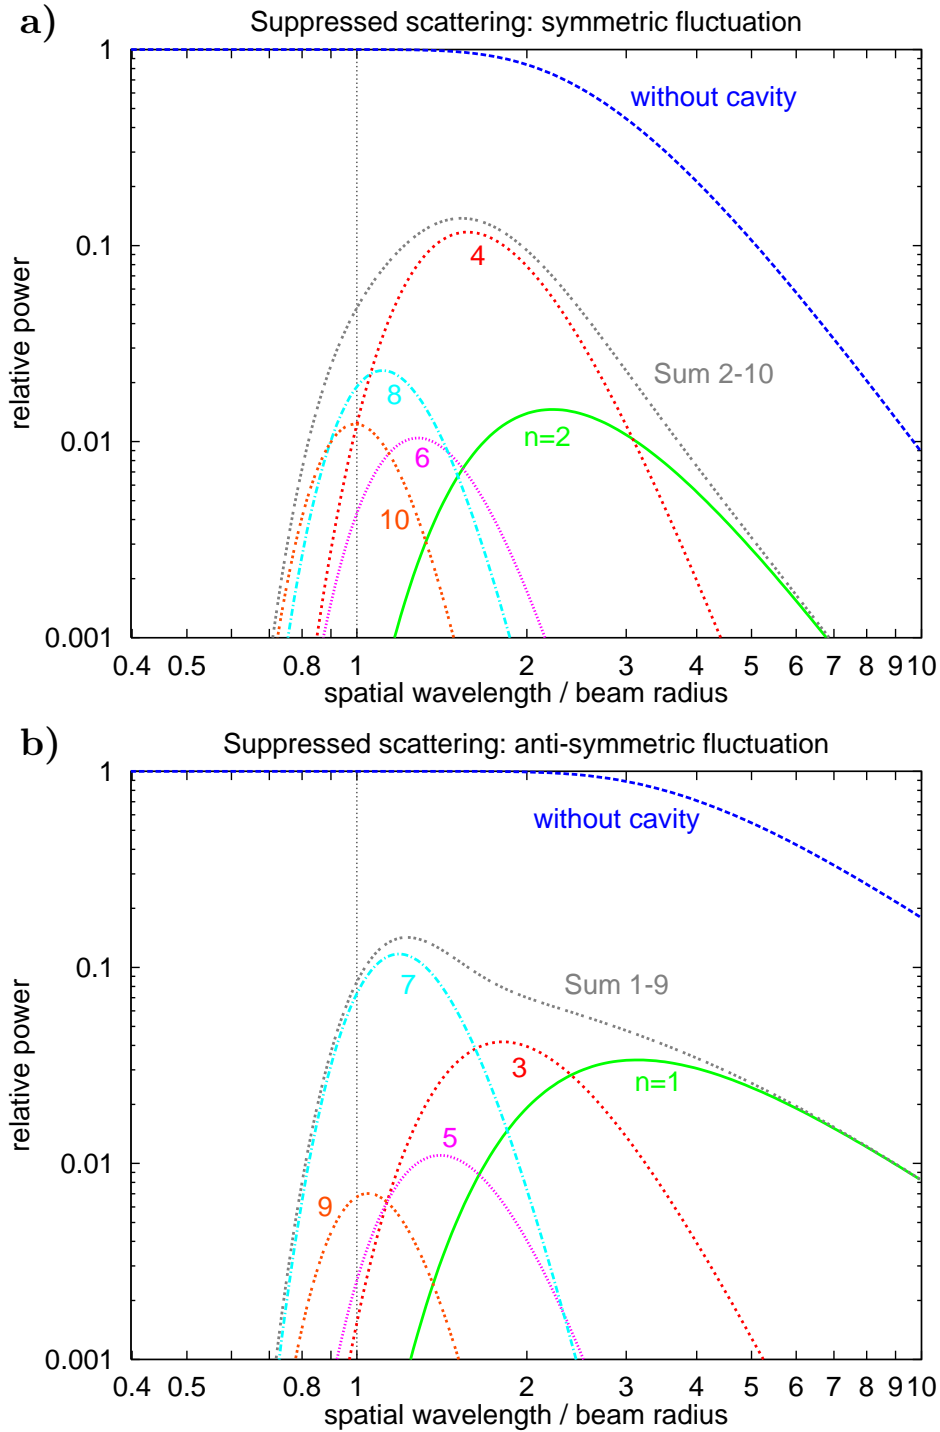 a)
Suppressed scattering: symmetric fluctuation
1
without cavity
0.1
4
relative power
Sum 2-10
8
n=2
0.01
6
10
0.001
0.4 0.5 0.8 1 2 3 4 5 6 7 8 9 10
spatial wavelength / beam radius
b)
Suppressed scattering: anti-symmetric fluctuation
1
without cavity
0.1
7
Sum 1-9
relative power
3
n=1
5
0.01
9
0.001
0.4 0.5 0.8 1 2 3 4 5 6 7 8 9 10
spatial wavelength / beam radius